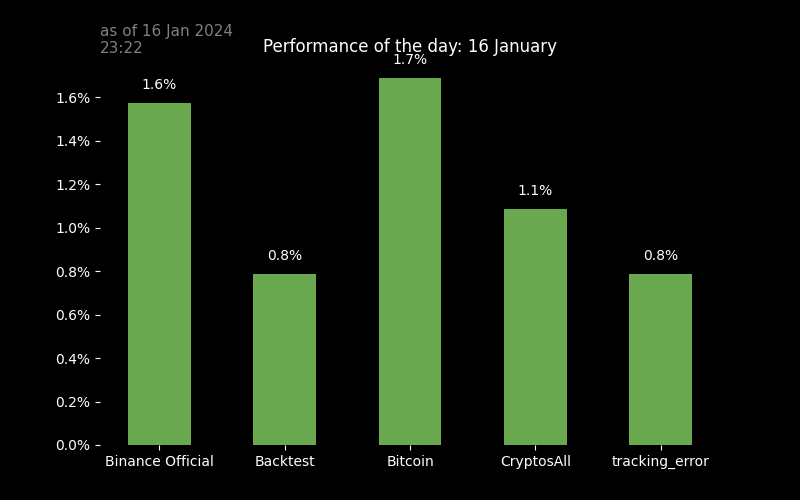 as of 16 Jan 2024
23:22
Performance of the day: 16 January
1.6%
0.8%
1.7%
1.1%
0.8%
1.6%
1.4%
1.2%
1.0%
0.8%
0.6%
0.4%
0.2%
0.0%
Binance Official
Backtest
Bitcoin
CryptosAll
tracking_error